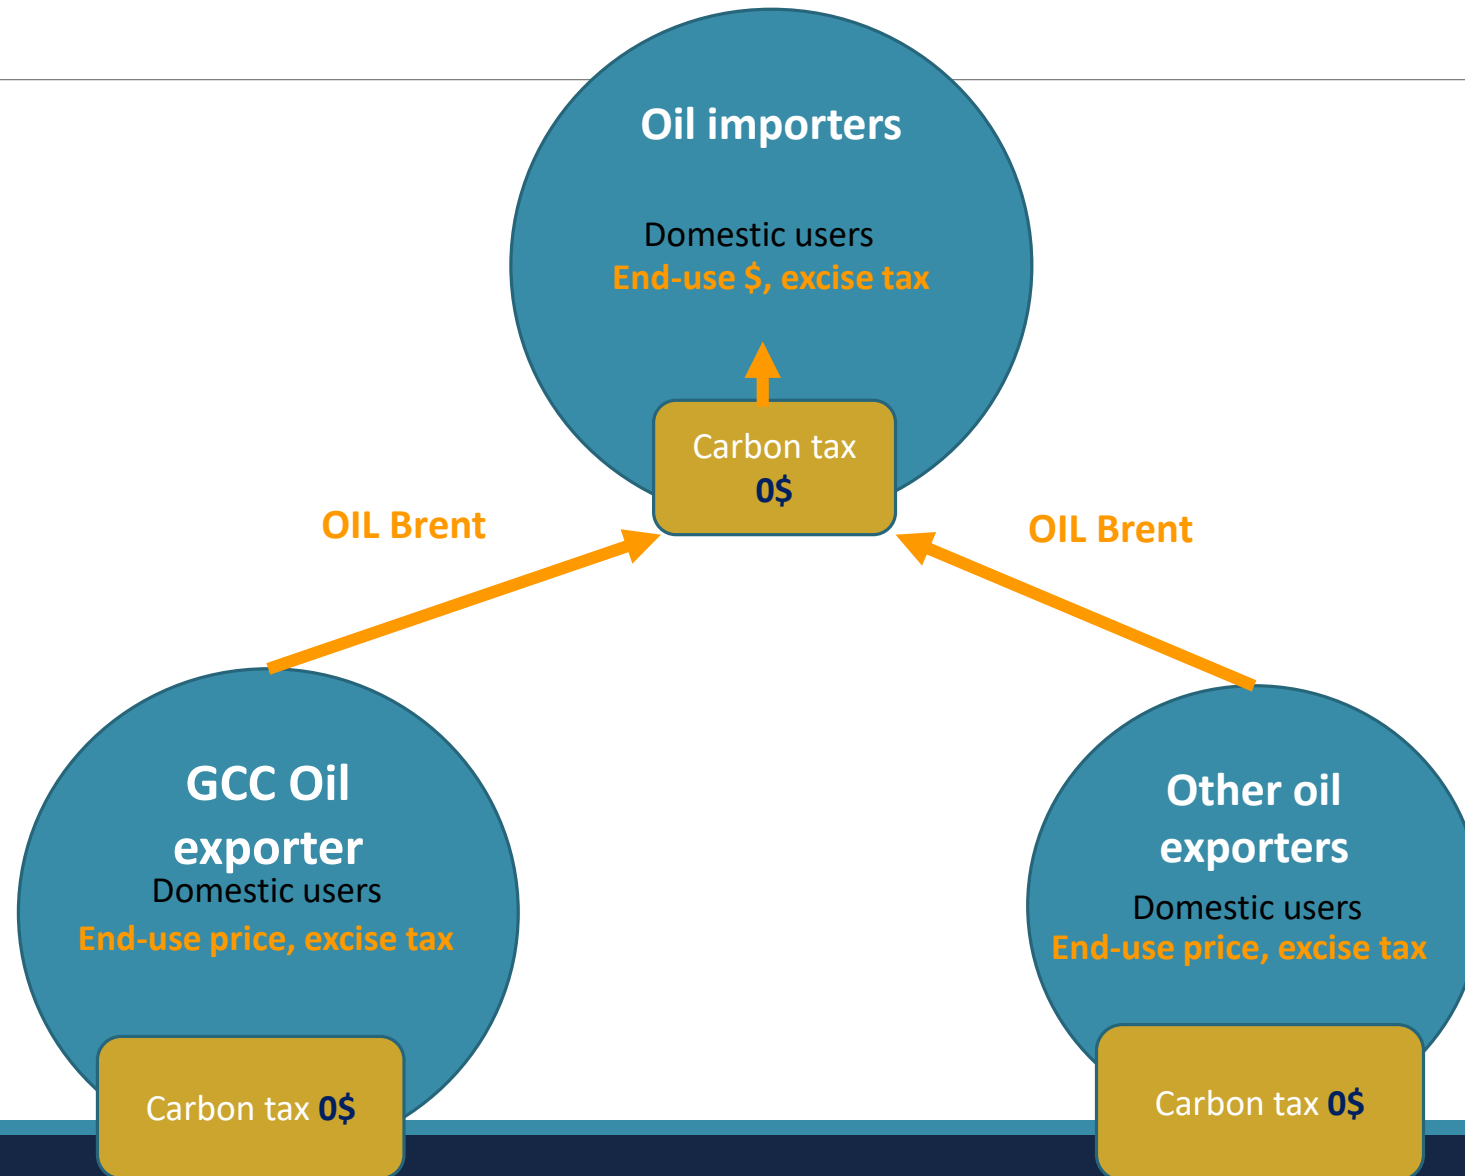 Oil importers
Domestic users
End-use $, excise tax
Carbon tax
0$
OIL Brent
OIL Brent
GCC Oil
exporter
Domestic users
End-use price, excise tax
Carbon tax 0$
Other oil
exporters
Domestic users
End-use price, excise tax
Carbon tax 0$